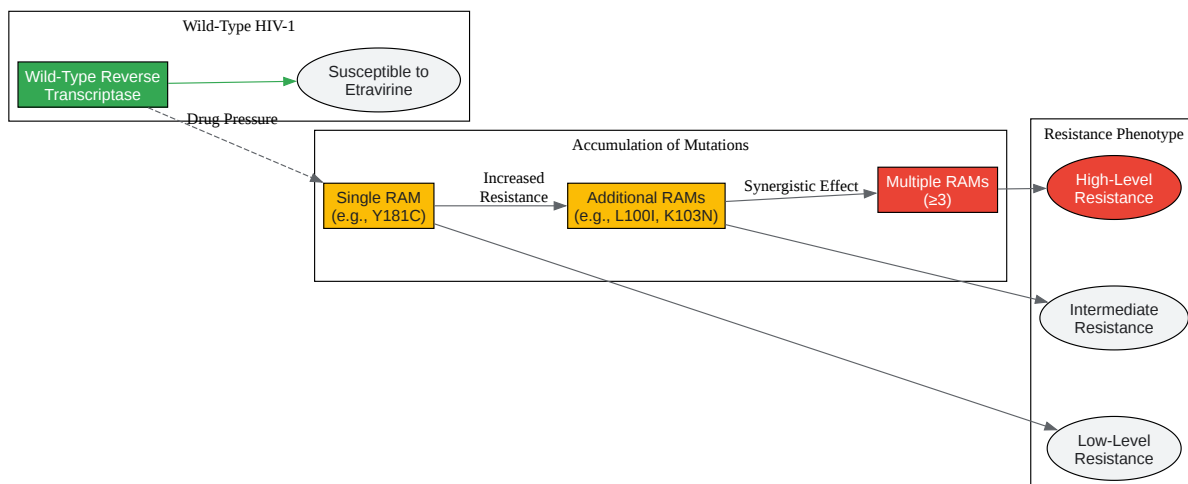 Wild-Type HIV-1
Wild-Type Reverse
Transcriptase
Susceptible to
Etravirine
Drug Pressure
Accumulation of Mutations
Single RAM
(e.g., Y181C)
Increased
Resistance
Additional RAMs
(e.g., L100I, K103N)
Synergistic Effect
Multiple RAMs
(≥3)
Resistance Phenotype
High-Level
Resistance
Intermediate
Resistance
Low-Level
Resistance